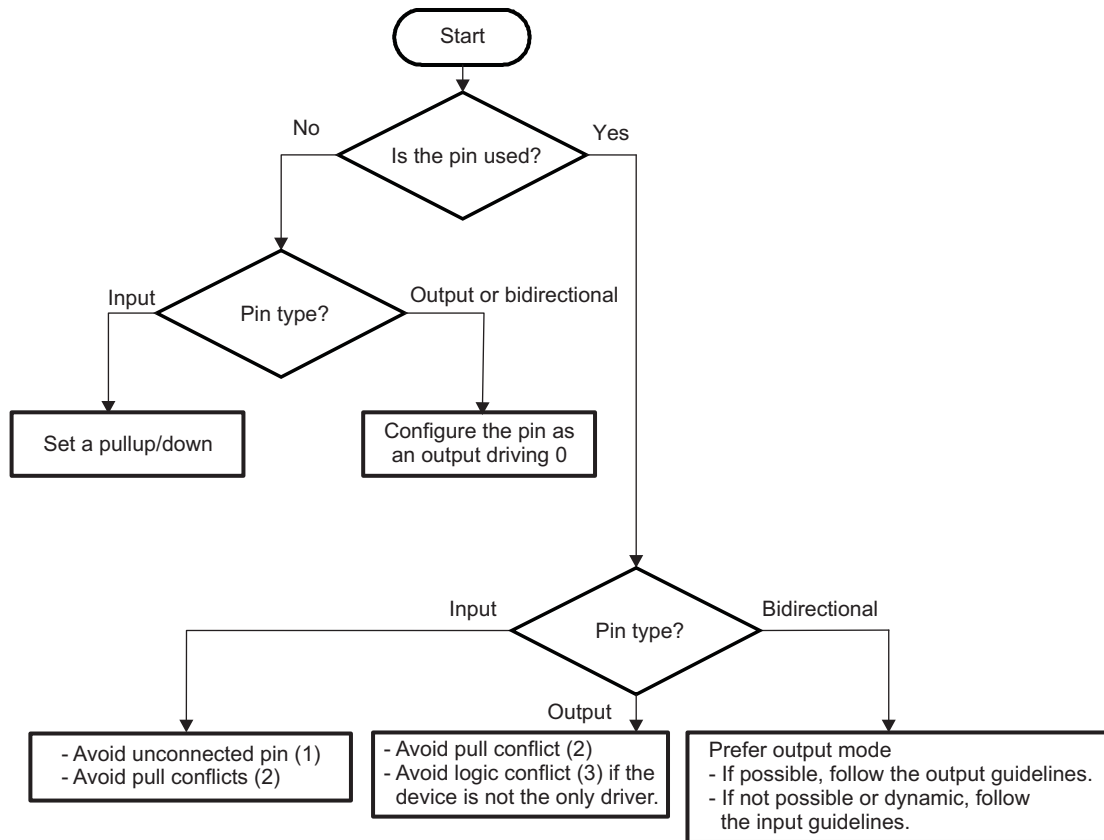 Start
Is the pin used?
No
Yes
Pin type?
Input
Output or bidirectional
Set a pullup/down
Configure the pin as
an output driving 0
Pin type?
Input
Bidirectional
Output
- Avoid unconnected pin (1)
- Avoid pull conflicts (2)
- Avoid pull conflict (2)
- Avoid logic conflict (3) if the
device is not the only driver.
Prefer output mode
- If possible, follow the output guidelines.
- If not possible or dynamic, follow
the input guidelines.